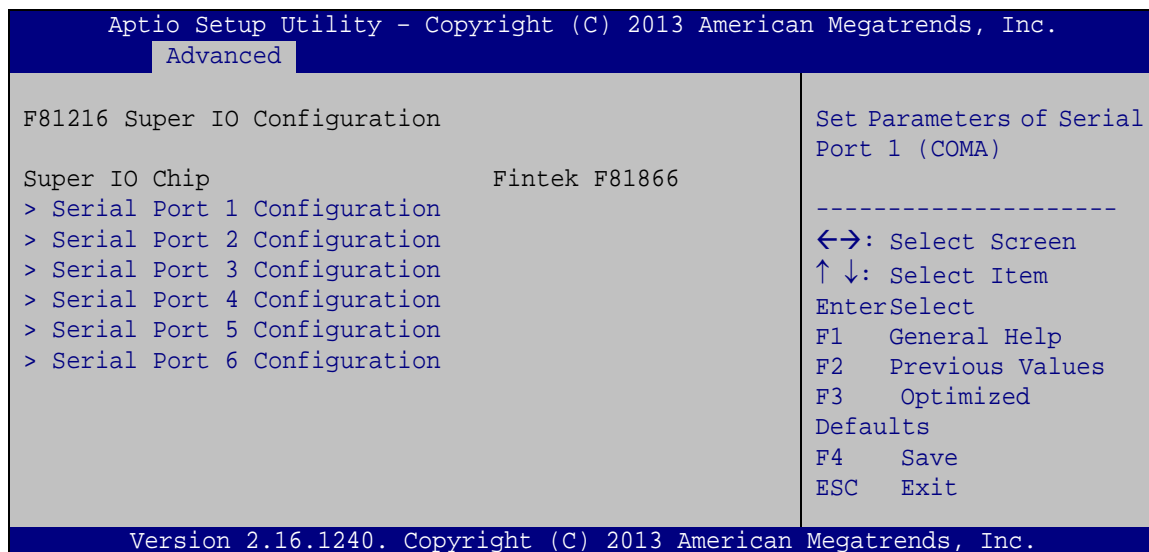 Aptio Setup Utility – Copyright (C) 2013 American Megatrends, Inc.
Advanced
F81216 Super IO Configuration
Super IO Chip Fintek F81866
> Serial Port 1 Configuration
> Serial Port 2 Configuration
> Serial Port 3 Configuration
> Serial Port 4 Configuration
> Serial Port 5 Configuration
> Serial Port 6 Configuration
Set Parameters of Serial
Port 1 (COMA)
---------------------
←→: Select Screen
↑ ↓: Select Item
EnterSelect
F1 General Help
F2 Previous Values
F3 Optimized
Defaults
F4 Save
ESC Exit
Version 2.16.1240. Copyright (C) 2013 American Megatrends, Inc.